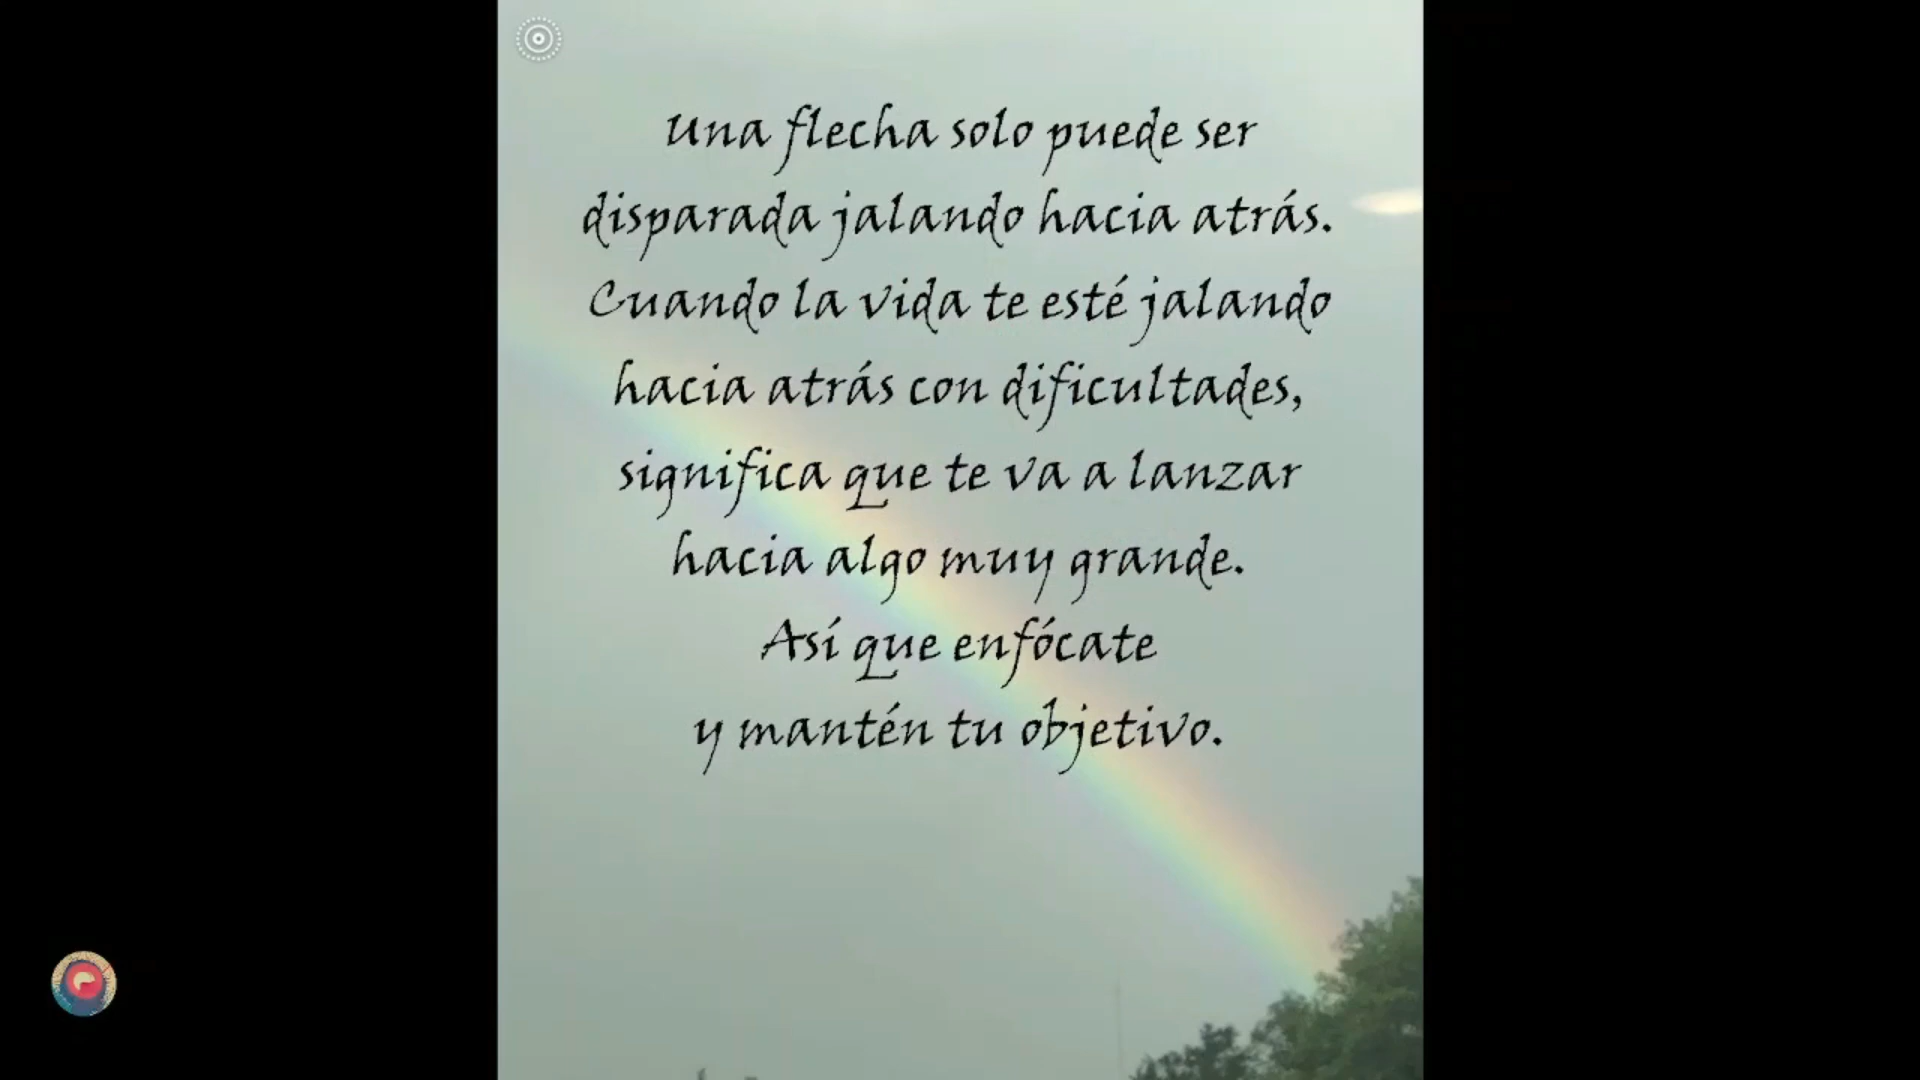 Una flecha solo puede ser
disparada jalando hacia atrás.
Cuando la vida te esté jalando
hacia atrás con dificultades,
significa que te va a lanzar
hacia algo muy grande.
Así que enfócate
y mantén tu objetivo.